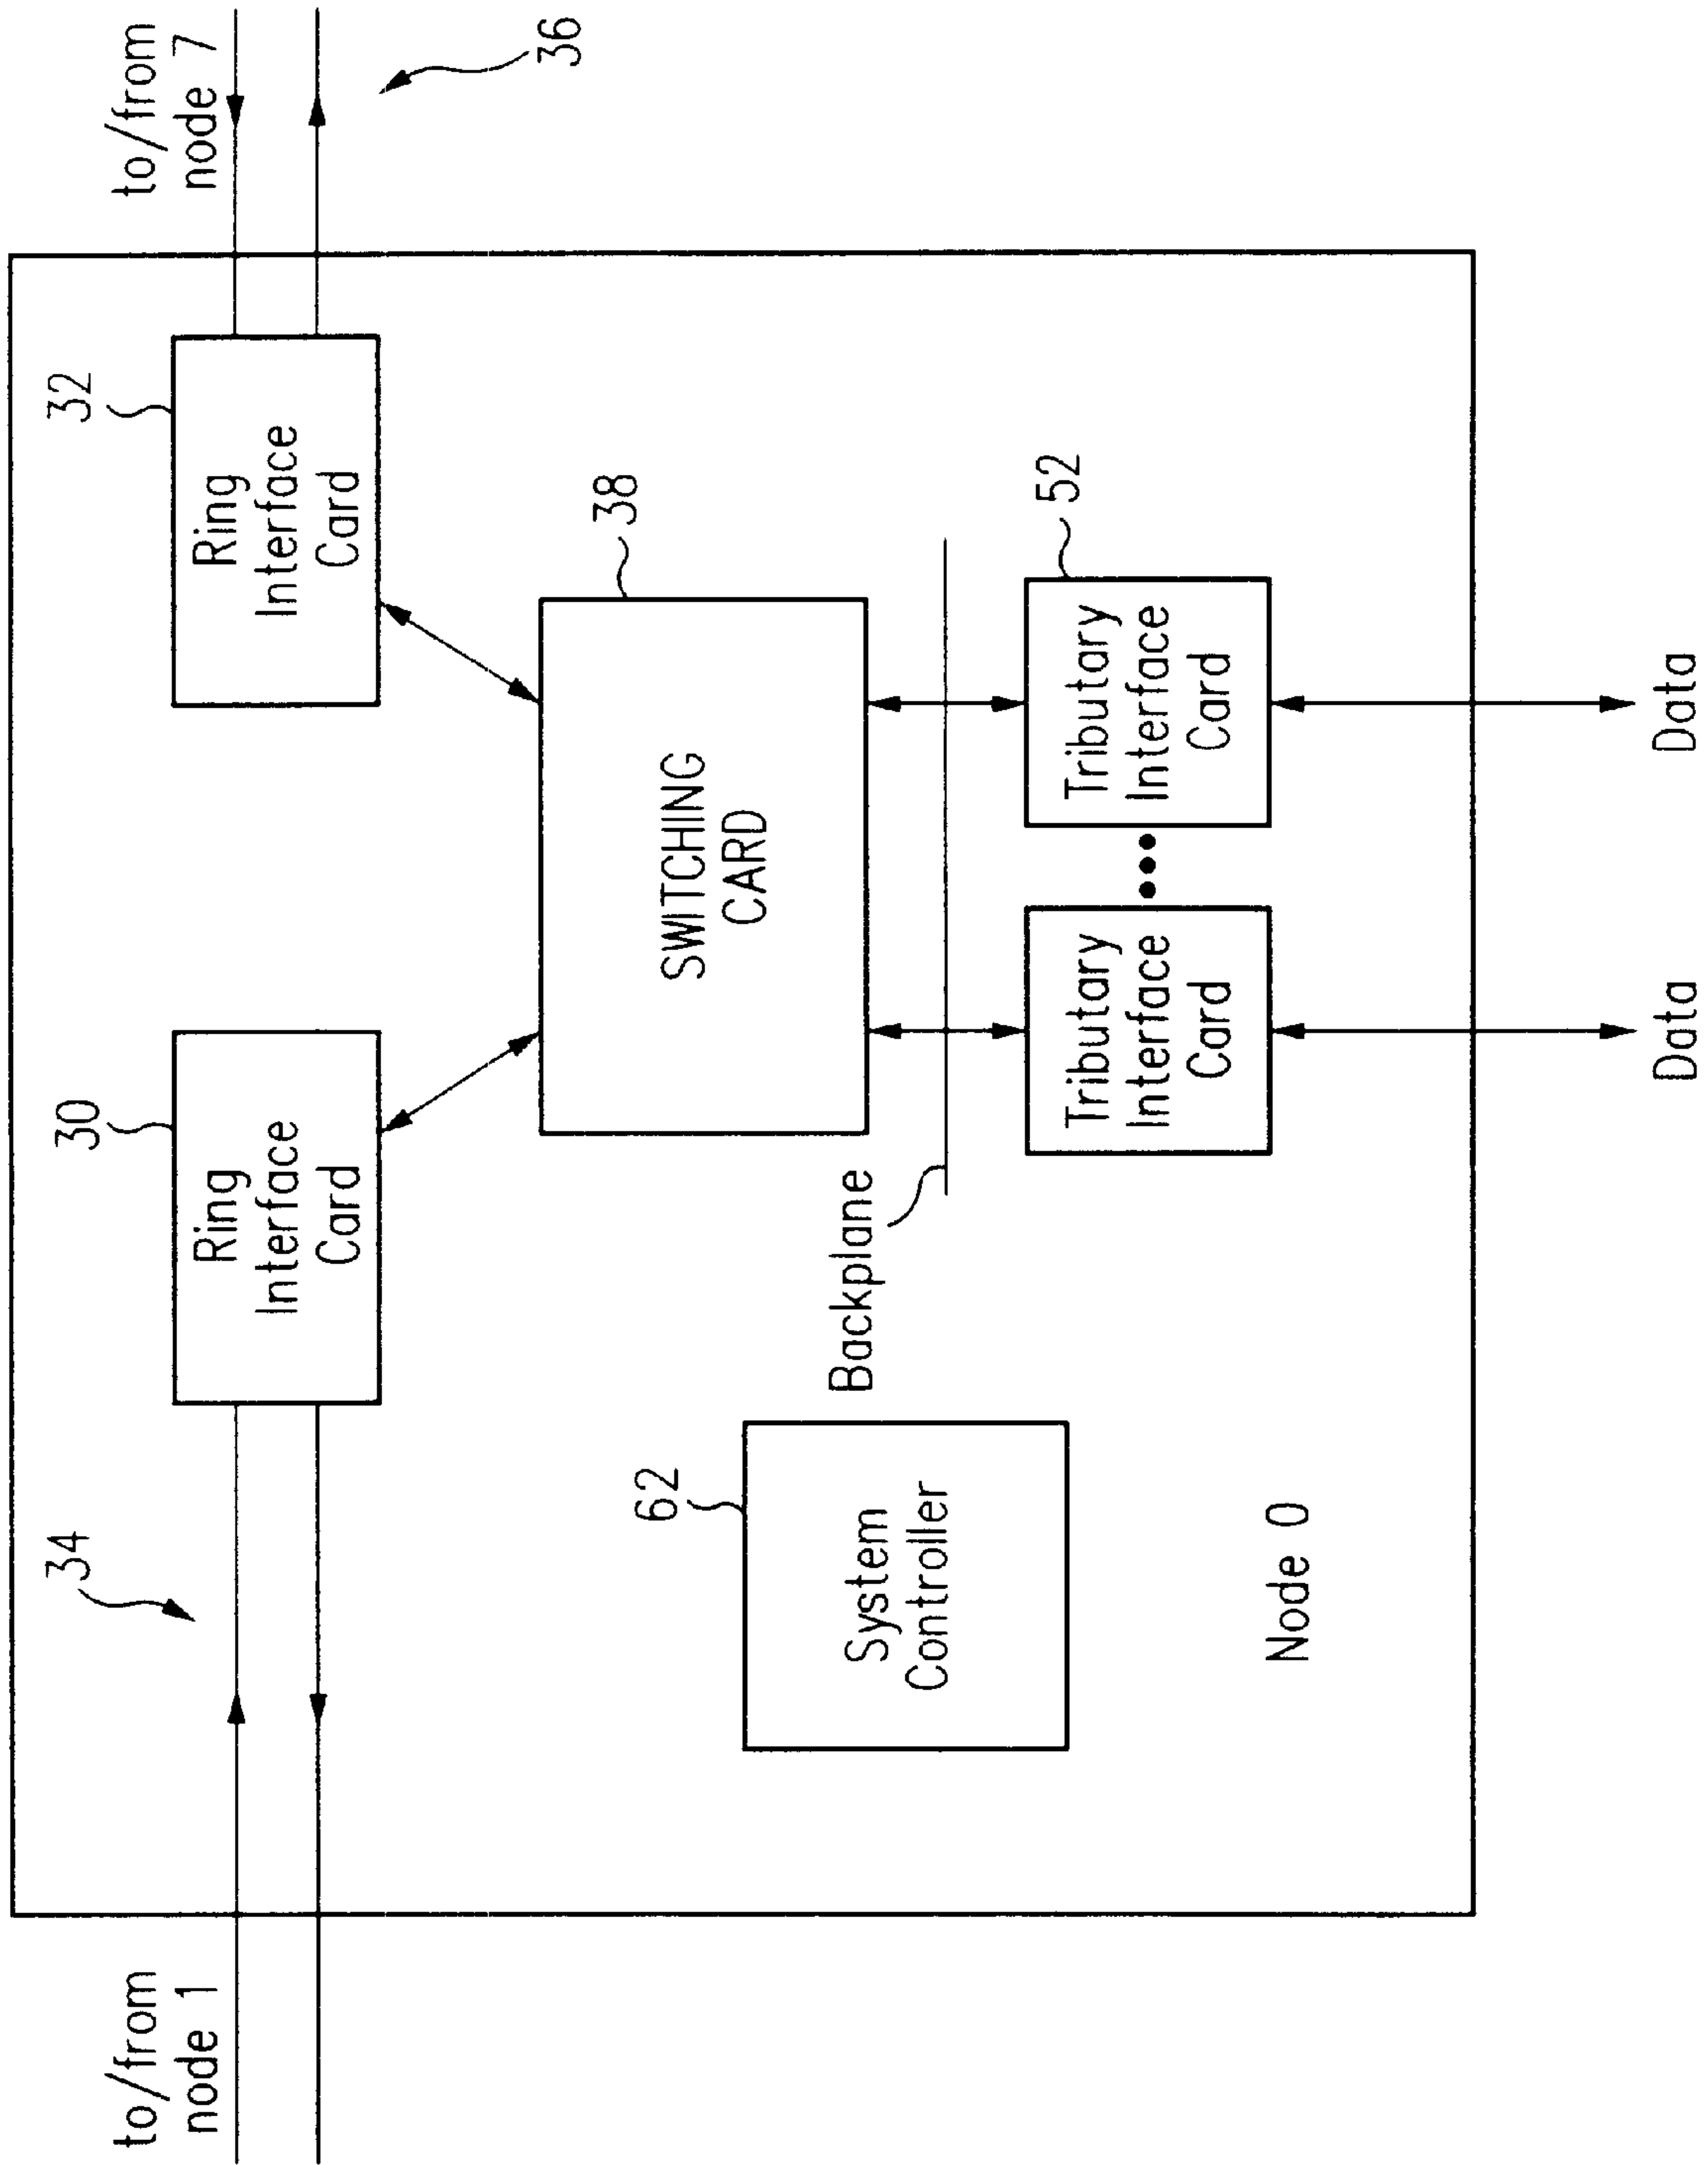 to/from
node 1
34
30
Ring
Interface
Card
32
Ring
Interface
Card
to/from
node 7
36
38
SWITCHING
CARD
62
System
Controller
Backplane
52
Tributary
Interface
Card
Tributary
Interface
Card
Node 0
Data
Data